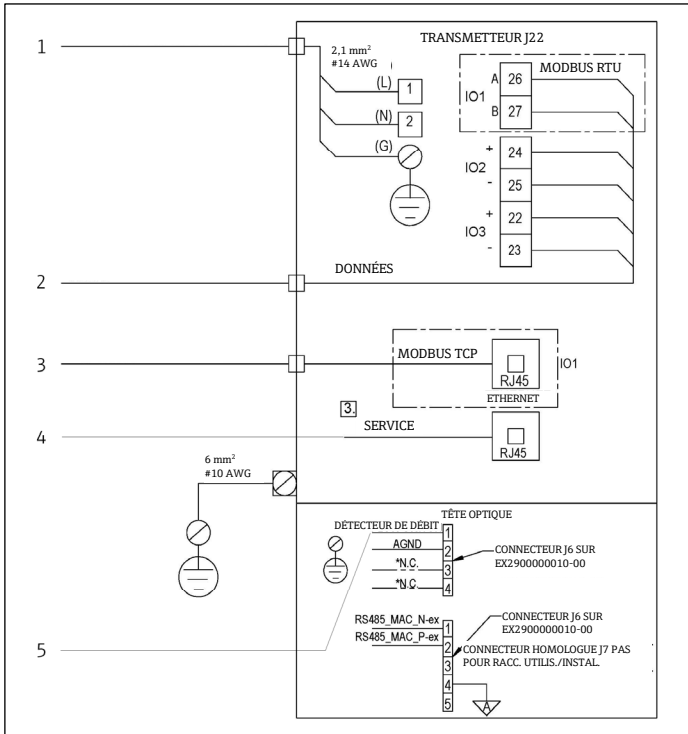 TRANSMETTEUR J22
1
2,1 mm²
#14 AWG
(L) 1
(N) 2
(G)
MODBUS RTU
IO1
A 26
B 27
IO2
+ 24
- 25
IO3
+ 22
- 23
2
DONNÉES
3
MODBUS TCP
RJ45
IO1
ETHERNET
3.
4
SERVICE
RJ45
6 mm²
#10 AWG
TÊTE OPTIQUE
DÉTECTEUR DE DÉBIT 1
AGND 2
*N.C. 3
*N.C. 4
CONNECTEUR J6 SUR
EX2900000010-00
RS485_MAC_N-ex 1
RS485_MAC_P-ex 2
3
4
5
A
CONNECTEUR J6 SUR
EX2900000010-00
CONNECTEUR HOMOLOGUE J7 PAS
POUR RACC. UTILIS./INSTAL.
5